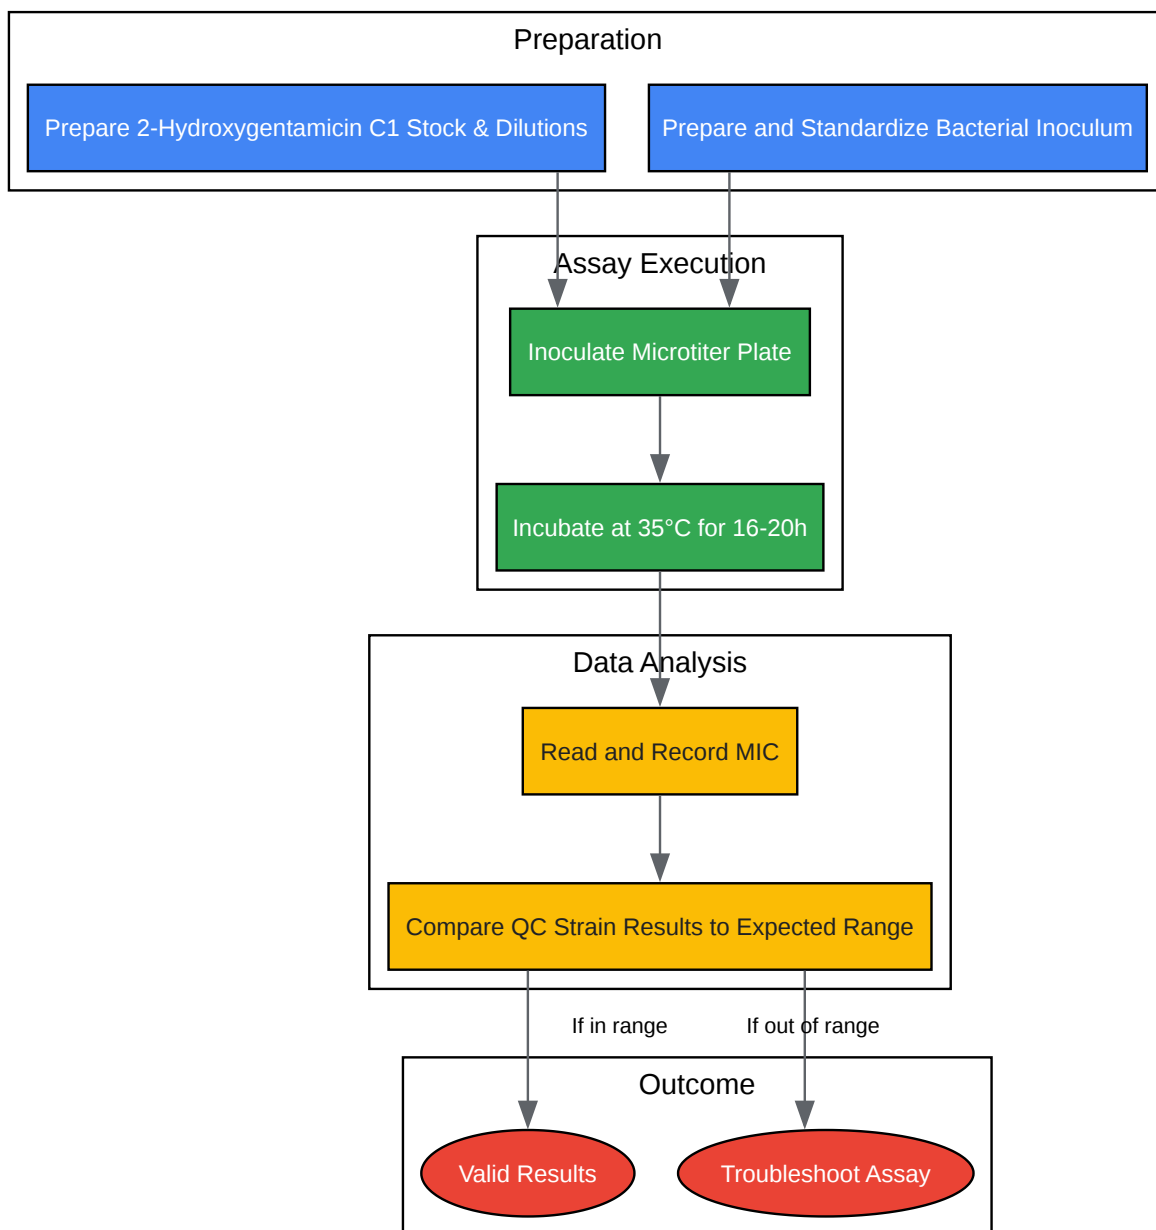 Preparation
Prepare 2-Hydroxygentamicin C1 Stock & Dilutions
Prepare and Standardize Bacterial Inoculum
Assay Execution
Inoculate Microtiter Plate
Incubate at 35°C for 16-20h
Data Analysis
Read and Record MIC
Compare QC Strain Results to Expected Range
If in range
If out of range
Outcome
Valid Results
Troubleshoot Assay